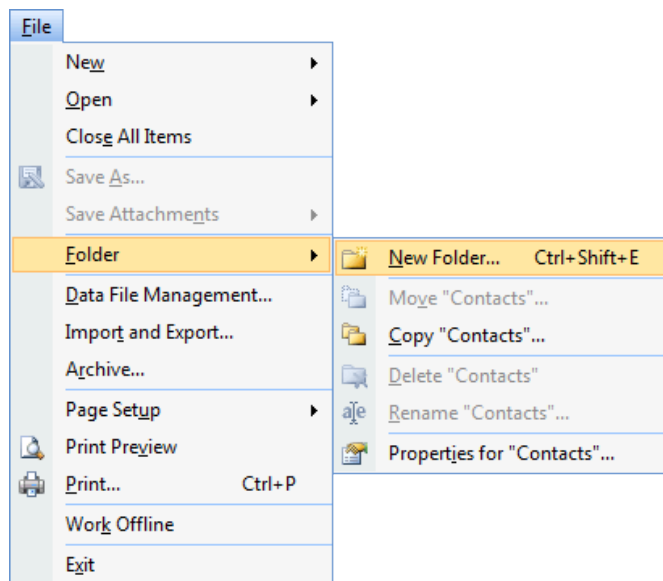 File
New
Open
Close All Items
Save As...
Save Attachments
Folder
Data File Management...
Import and Export...
Archive...
Page Setup
Print Preview
Print... Ctrl+P
Work Offline
Exit
New Folder... Ctrl+Shift+E
Move "Contacts"...
Copy "Contacts"...
Delete "Contacts"
Rename "Contacts"...
Properties for "Contacts"...